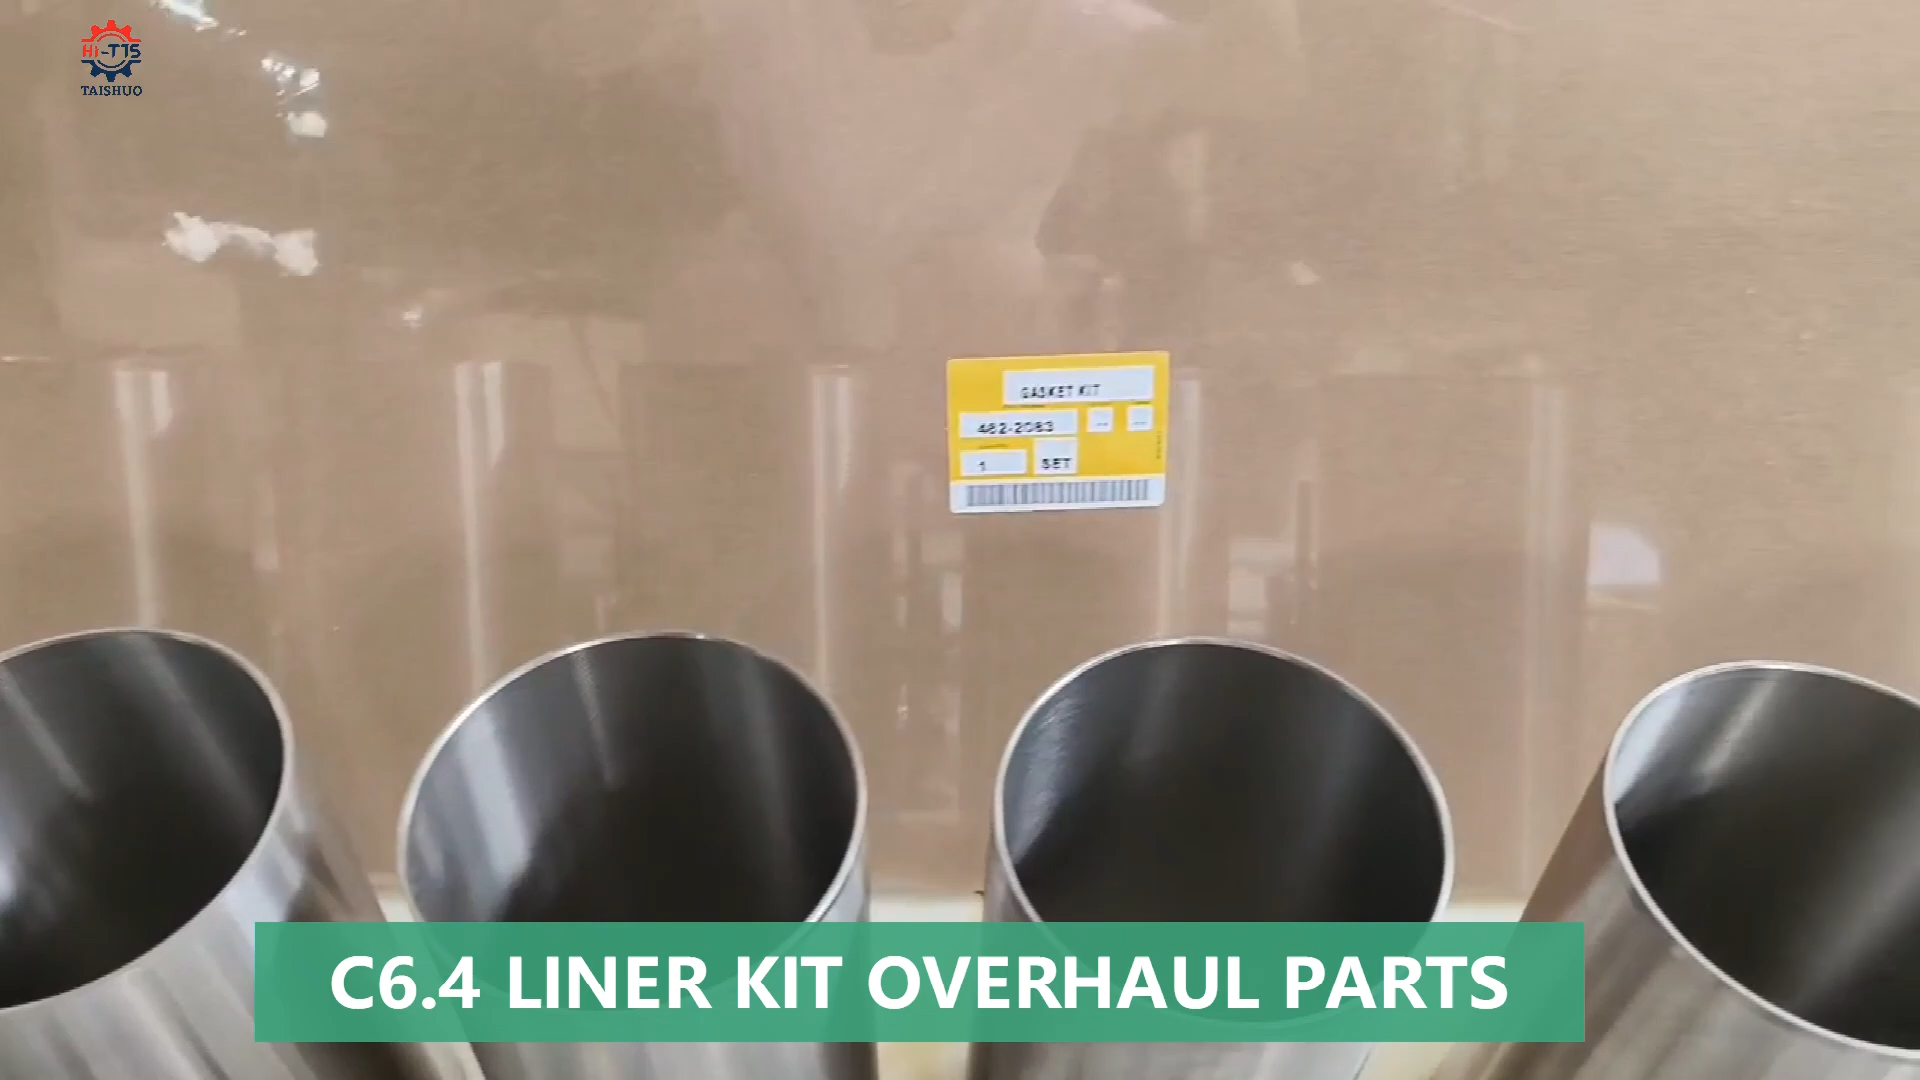 Hi-TTS
TAISHUO
GASKET KIT
462-2083
1
SET
C6.4 LINER KIT OVERHAUL PARTS